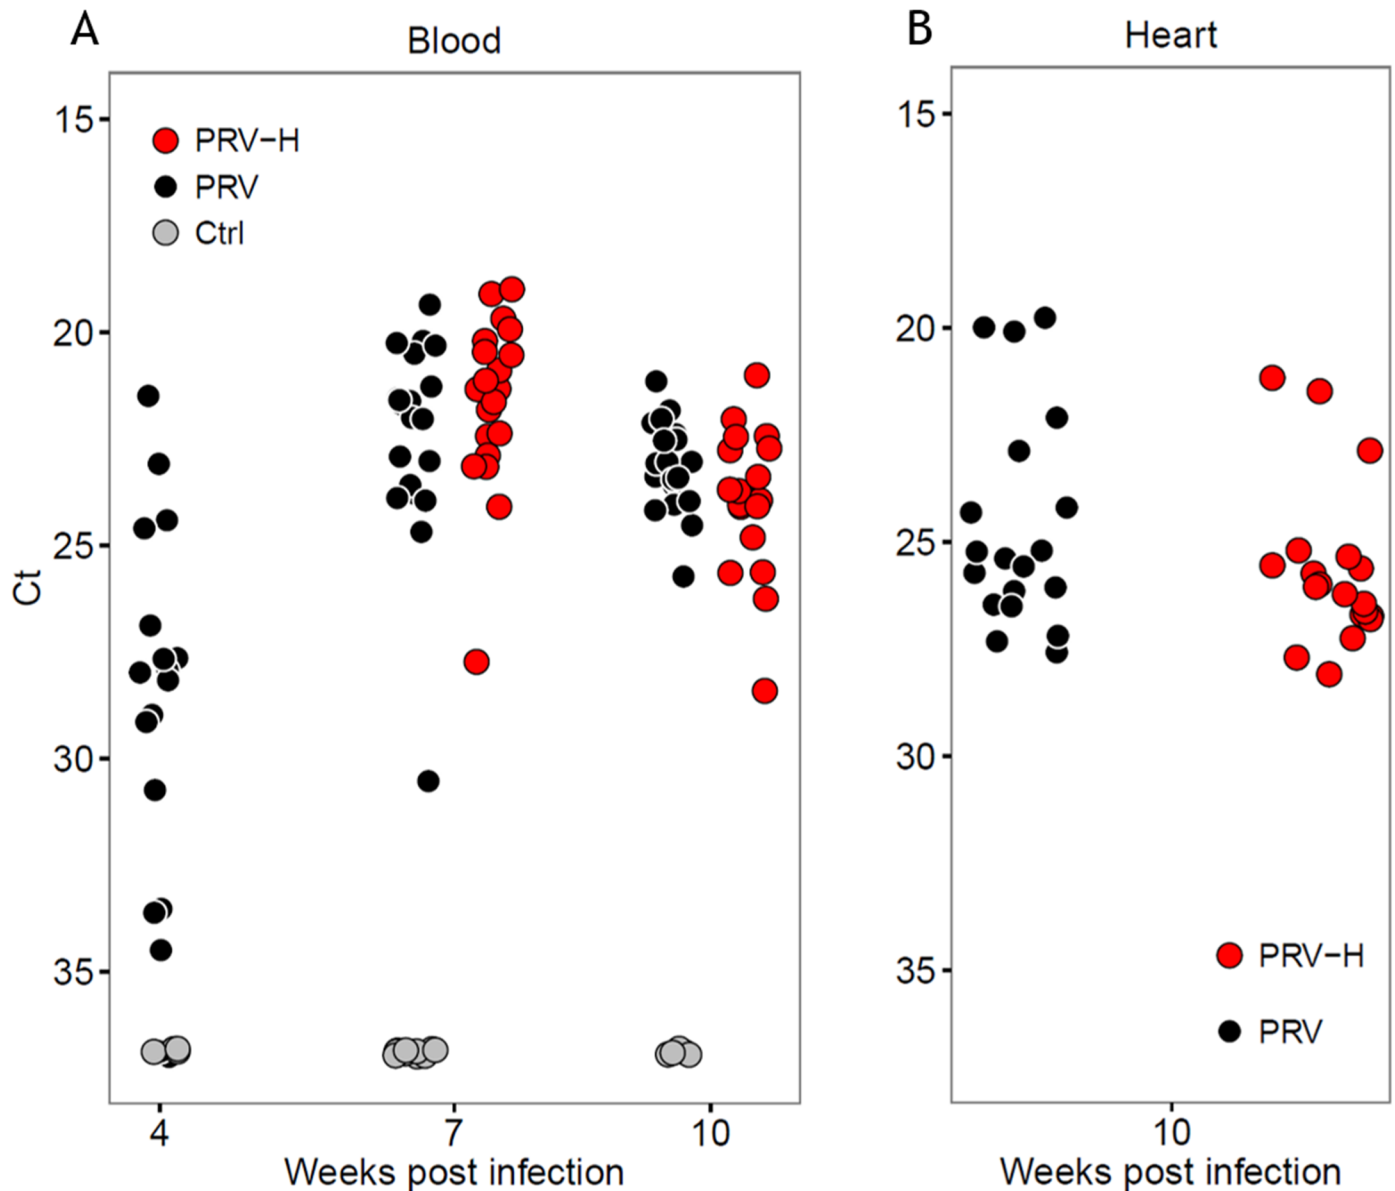 A
Blood
15
20
25
30
35
Ct
PRV−H
PRV
Ctrl
4
7
10
Weeks post infection
B
Heart
15
20
25
30
35
PRV−H
PRV
10
Weeks post infection